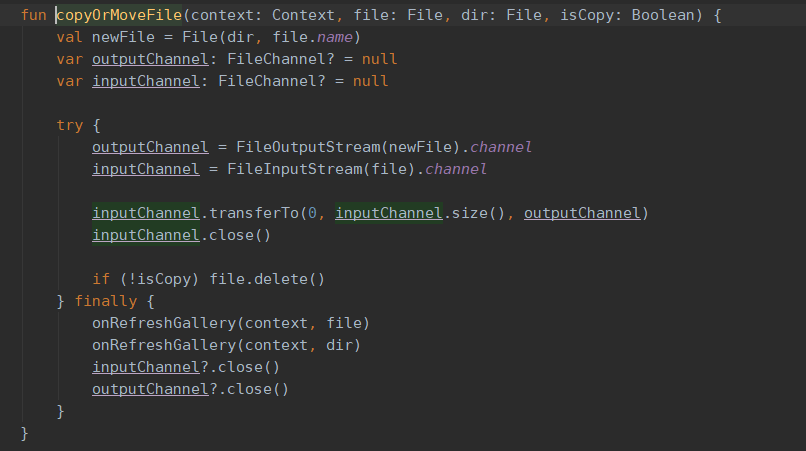 fun copyOrMoveFile(context: Context, file: File, dir: File, isCopy: Boolean) {
    val newFile = File(dir, file.name)
    var outputChannel: FileChannel? = null
    var inputChannel: FileChannel? = null

    try {
        outputChannel = FileOutputStream(newFile).channel
        inputChannel = FileInputStream(file).channel

        inputChannel.transferTo(0, inputChannel.size(), outputChannel)
        inputChannel.close()

        if (!isCopy) file.delete()
    } finally {
        onRefreshGallery(context, file)
        onRefreshGallery(context, dir)
        inputChannel?.close()
        outputChannel?.close()
    }
}